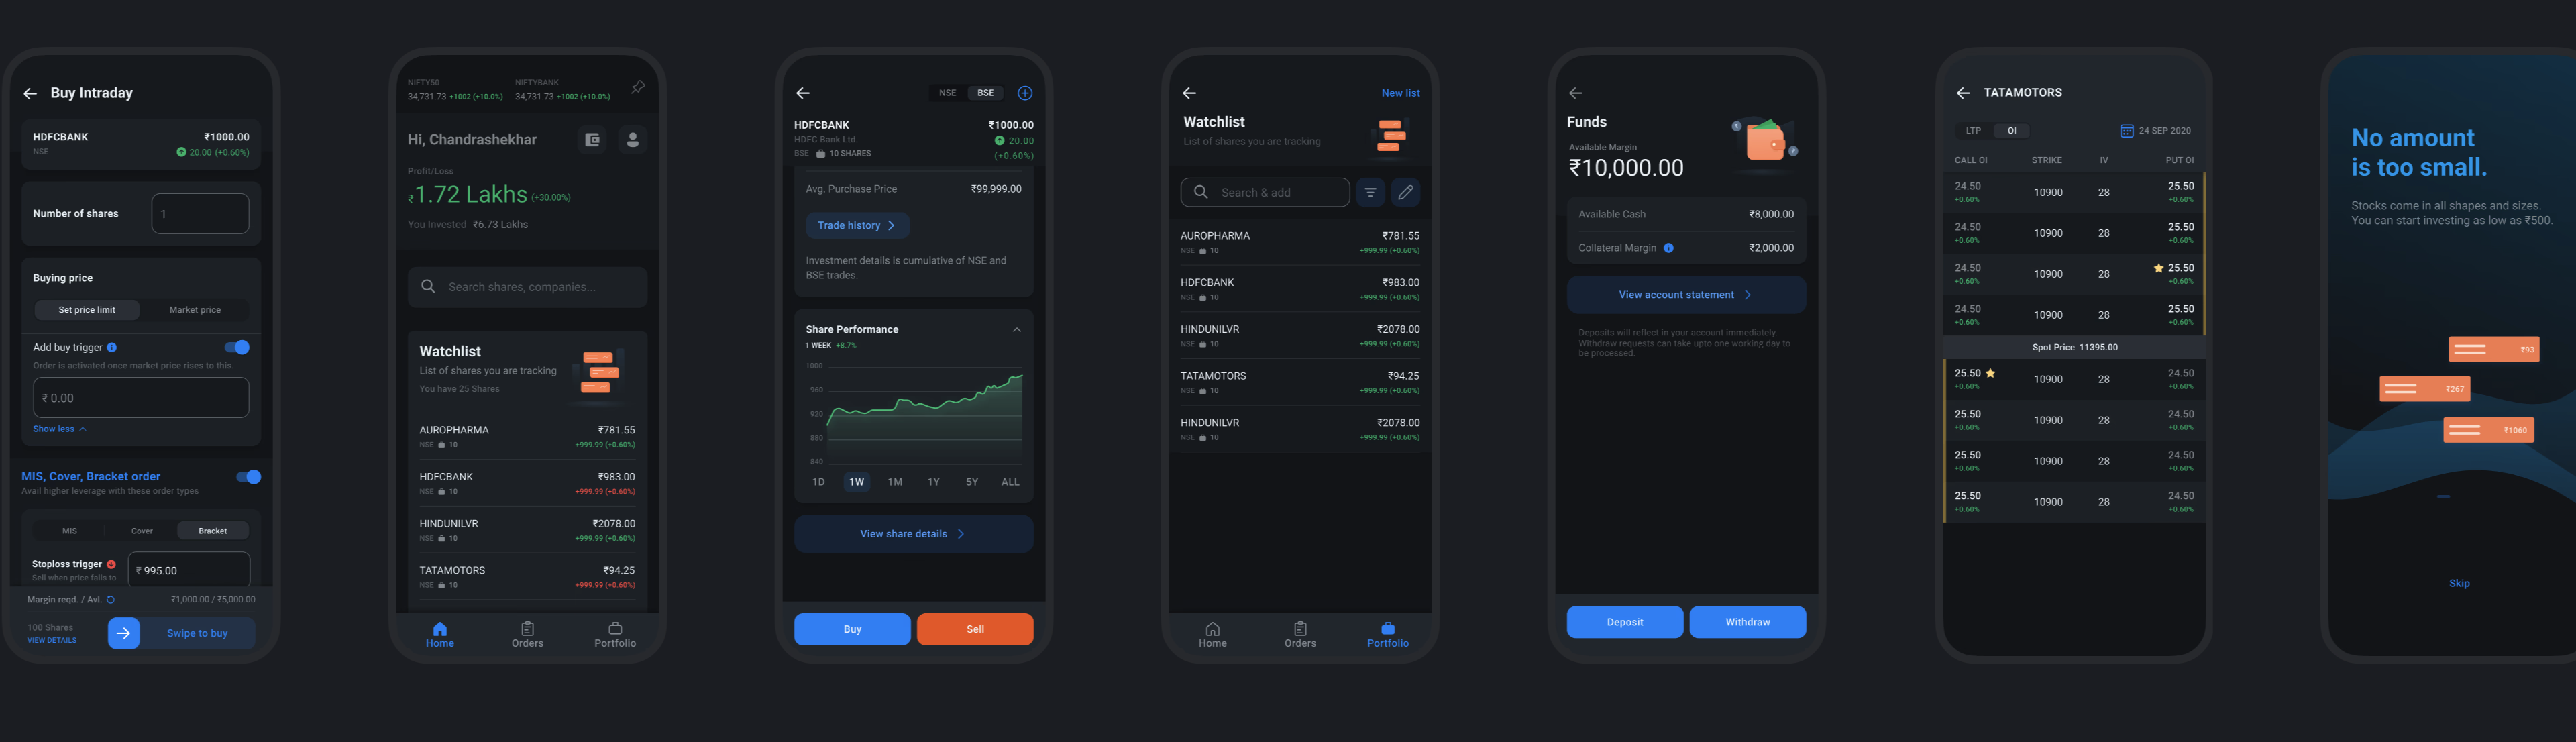 Buy Intraday
HDFCBANK ₹1000.00
NSE 20.00 (+0.60%)
Number of shares 1
Buying price
Set price limit Market price
Add buy trigger
Order is activated once market price rises to this.
₹ 0.00
Show less
MIS, Cover, Bracket order
Avail higher leverage with these order types
MIS Cover Bracket
Stoploss trigger ₹ 995.00
Sell when price falls to
Margin reqd. / Avl. ₹1,000.00 / ₹5,000.00
100 Shares
VIEW DETAILS
Swipe to buy
NIFTY50 NIFTYBANK
34,731.73 +1002 (+10.0%) 34,731.73 +1002 (+10.0%)
Hi, Chandrashekhar
Profit/Loss
₹1.72 Lakhs (+30.00%)
You Invested ₹6.73 Lakhs
Search shares, companies...
Watchlist
List of shares you are tracking
You have 25 Shares
AUROPHARMA ₹781.55
NSE 10 +999.99 (+0.60%)
HDFCBANK ₹983.00
NSE 10 +999.99 (+0.60%)
HINDUNILVR ₹2078.00
NSE 10 +999.99 (+0.60%)
TATAMOTORS ₹94.25
NSE 10 +999.99 (+0.60%)
Home Orders Portfolio
NSE BSE
HDFCBANK ₹1000.00
HDFC Bank Ltd. 20.00
BSE 10 SHARES (+0.60%)
Avg. Purchase Price ₹99,999.00
Trade history
Investment details is cumulative of NSE and
BSE trades.
Share Performance
1 WEEK +8.7%
1000
960
920
880
840
1D 1W 1M 1Y 5Y ALL
View share details
Buy Sell
New list
Watchlist
List of shares you are tracking
Search & add
AUROPHARMA ₹781.55
NSE 10 +999.99 (+0.60%)
HDFCBANK ₹983.00
NSE 10 +999.99 (+0.60%)
HINDUNILVR ₹2078.00
NSE 10 +999.99 (+0.60%)
TATAMOTORS ₹94.25
NSE 10 +999.99 (+0.60%)
HINDUNILVR ₹2078.00
NSE 10 +999.99 (+0.60%)
Home Orders Portfolio
Funds
Available Margin
₹10,000.00
Available Cash ₹8,000.00
Collateral Margin ₹2,000.00
View account statement
Deposits will reflect in your account immediately.
Withdraw requests can take upto one working day to
be processed.
Deposit Withdraw
TATAMOTORS
LTP OI 24 SEP 2020
CALL OI STRIKE IV PUT OI
24.50 10900 28 25.50
+0.60% +0.60%
24.50 10900 28 25.50
+0.60% +0.60%
24.50 10900 28 25.50
+0.60% +0.60%
24.50 10900 28 25.50
+0.60% +0.60%
Spot Price 11395.00
25.50 10900 28 24.50
+0.60% +0.60%
25.50 10900 28 24.50
+0.60% +0.60%
25.50 10900 28 24.50
+0.60% +0.60%
25.50 10900 28 24.50
+0.60% +0.60%
No amount
is too small.
Stocks come in all shapes and sizes.
You can start investing as low as ₹500.
₹93
₹267
₹1060
Skip